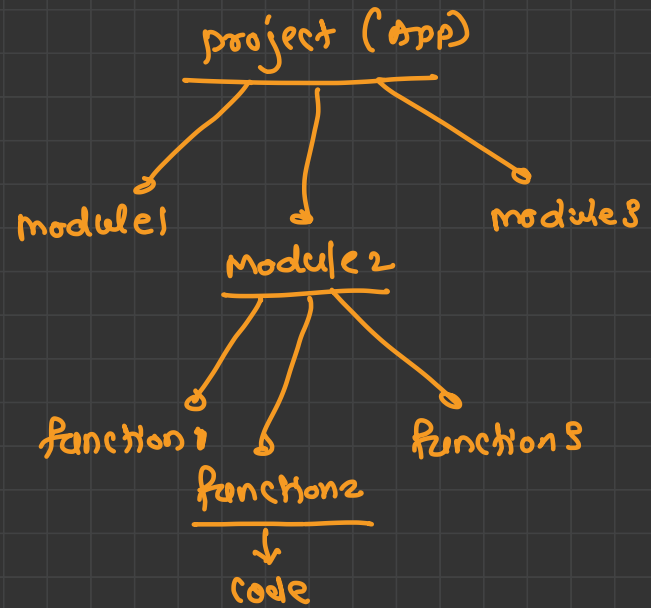 project (App)
module1
module3
module2
function1
function3
function2
code